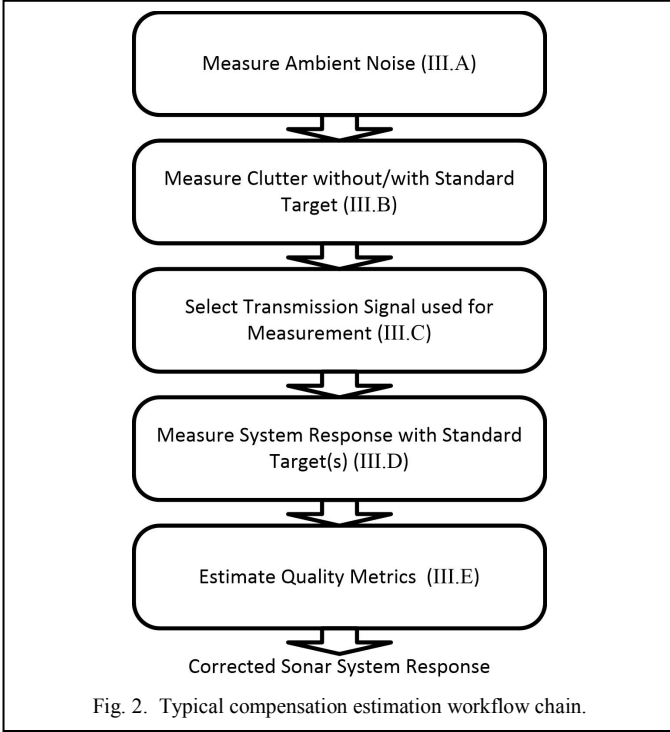 Measure Ambient Noise (III.A)
Measure Clutter without/with Standard
Target (III.B)
Select Transmission Signal used for
Measurement (III.C)
Measure System Response with Standard
Target(s) (III.D)
Estimate Quality Metrics (III.E)
Corrected Sonar System Response
Fig. 2. Typical compensation estimation workflow chain.